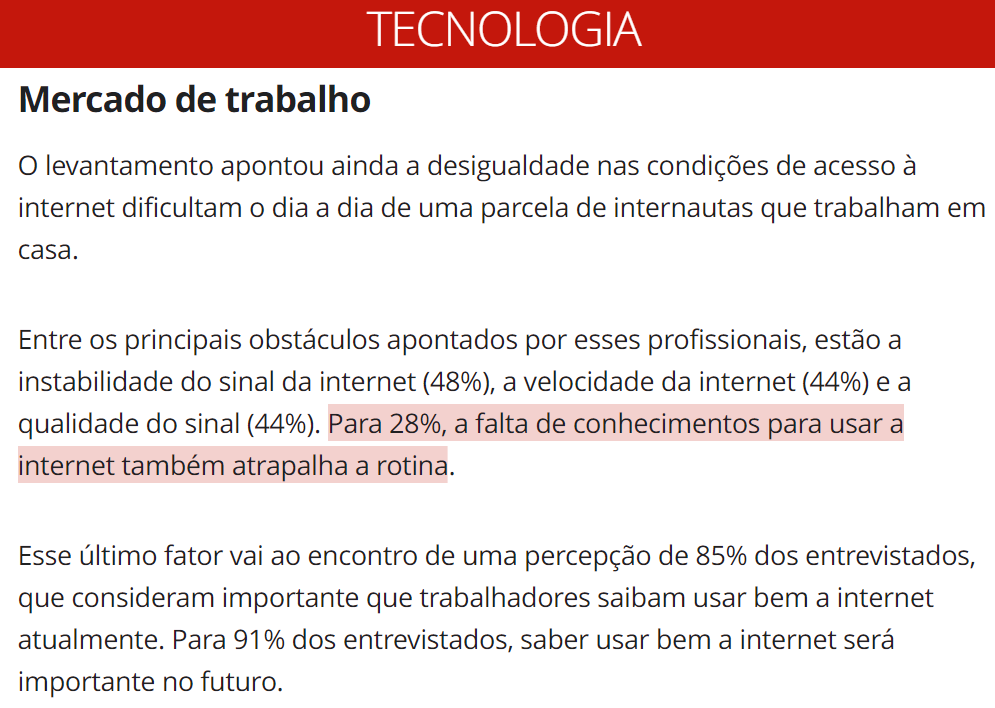 TECNOLOGIA
Mercado de trabalho
O levantamento apontou ainda a desigualdade nas condições de acesso à
internet dificultam o dia a dia de uma parcela de internautas que trabalham em
casa.
Entre os principais obstáculos apontados por esses profissionais, estão a
instabilidade do sinal da internet (48%), a velocidade da internet (44%) e a
qualidade do sinal (44%). Para 28%, a falta de conhecimentos para usar a
internet também atrapalha a rotina.
Esse último fator vai ao encontro de uma percepção de 85% dos entrevistados,
que consideram importante que trabalhadores saibam usar bem a internet
atualmente. Para 91% dos entrevistados, saber usar bem a internet será
importante no futuro.